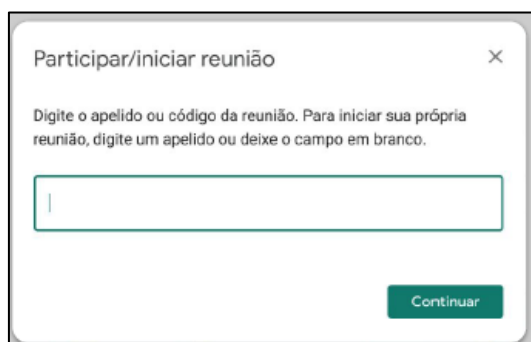 Participar/iniciar reunião
Digite o apelido ou código da reunião. Para iniciar sua própria
reunião, digite um apelido ou deixe o campo em branco.
Continuar